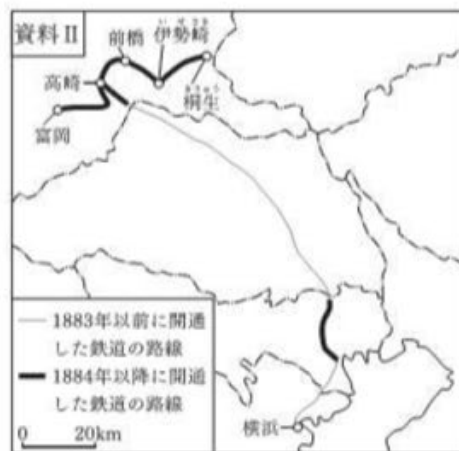 資料Ⅱ
前橋
いせさき
伊勢崎
高崎
きりゅう
桐生
富岡
1883年以前に開通
した鉄道の路線
1884年以降に開通
した鉄道の路線
0 20km
横浜